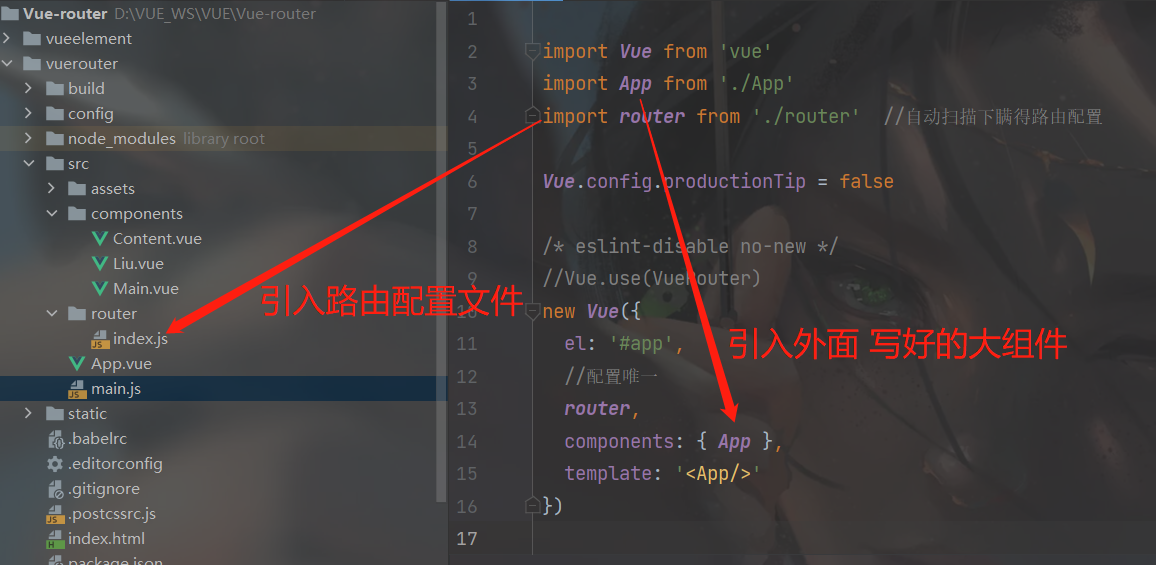 Vue-router D:\VUE_WS\VUE\Vue-router
vueelement
vuerouter
build
config
node_modules library root
src
assets
components
Content.vue
Liu.vue
Main.vue
router
index.js
App.vue
main.js
static
.babelrc
.editorconfig
.gitignore
.postcssrc.js
index.html
package.json
1
2 import Vue from 'vue'
3 import App from './App'
4 import router from './router' //自动扫描下瞒得路由配置
5
6 Vue.config.productionTip = false
7
8 /* eslint-disable no-new */
9 //Vue.use(VueRouter)
10 new Vue({
11 el: '#app',
12 //配置唯一
13 router,
14 components: { App },
15 template: '<App/>'
16 })
17
引入路由配置文件
引入外面 写好的大组件